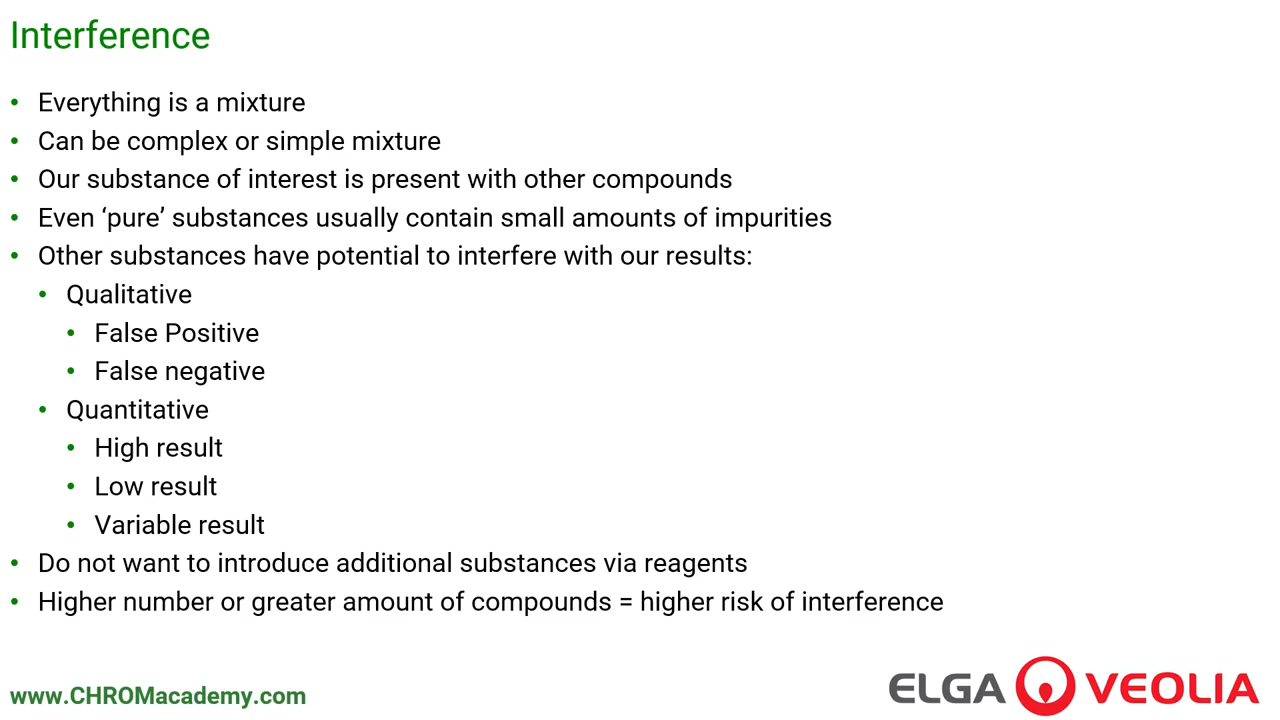 Interference
• Everything is a mixture
• Can be complex or simple mixture
• Our substance of interest is present with other compounds
• Even ‘pure’ substances usually contain small amounts of impurities
• Other substances have potential to interfere with our results:
• Qualitative
• False Positive
• False negative
• Quantitative
• High result
• Low result
• Variable result
• Do not want to introduce additional substances via reagents
• Higher number or greater amount of compounds = higher risk of interference
www.CHROMacademy.com
ELGA VEOLIA